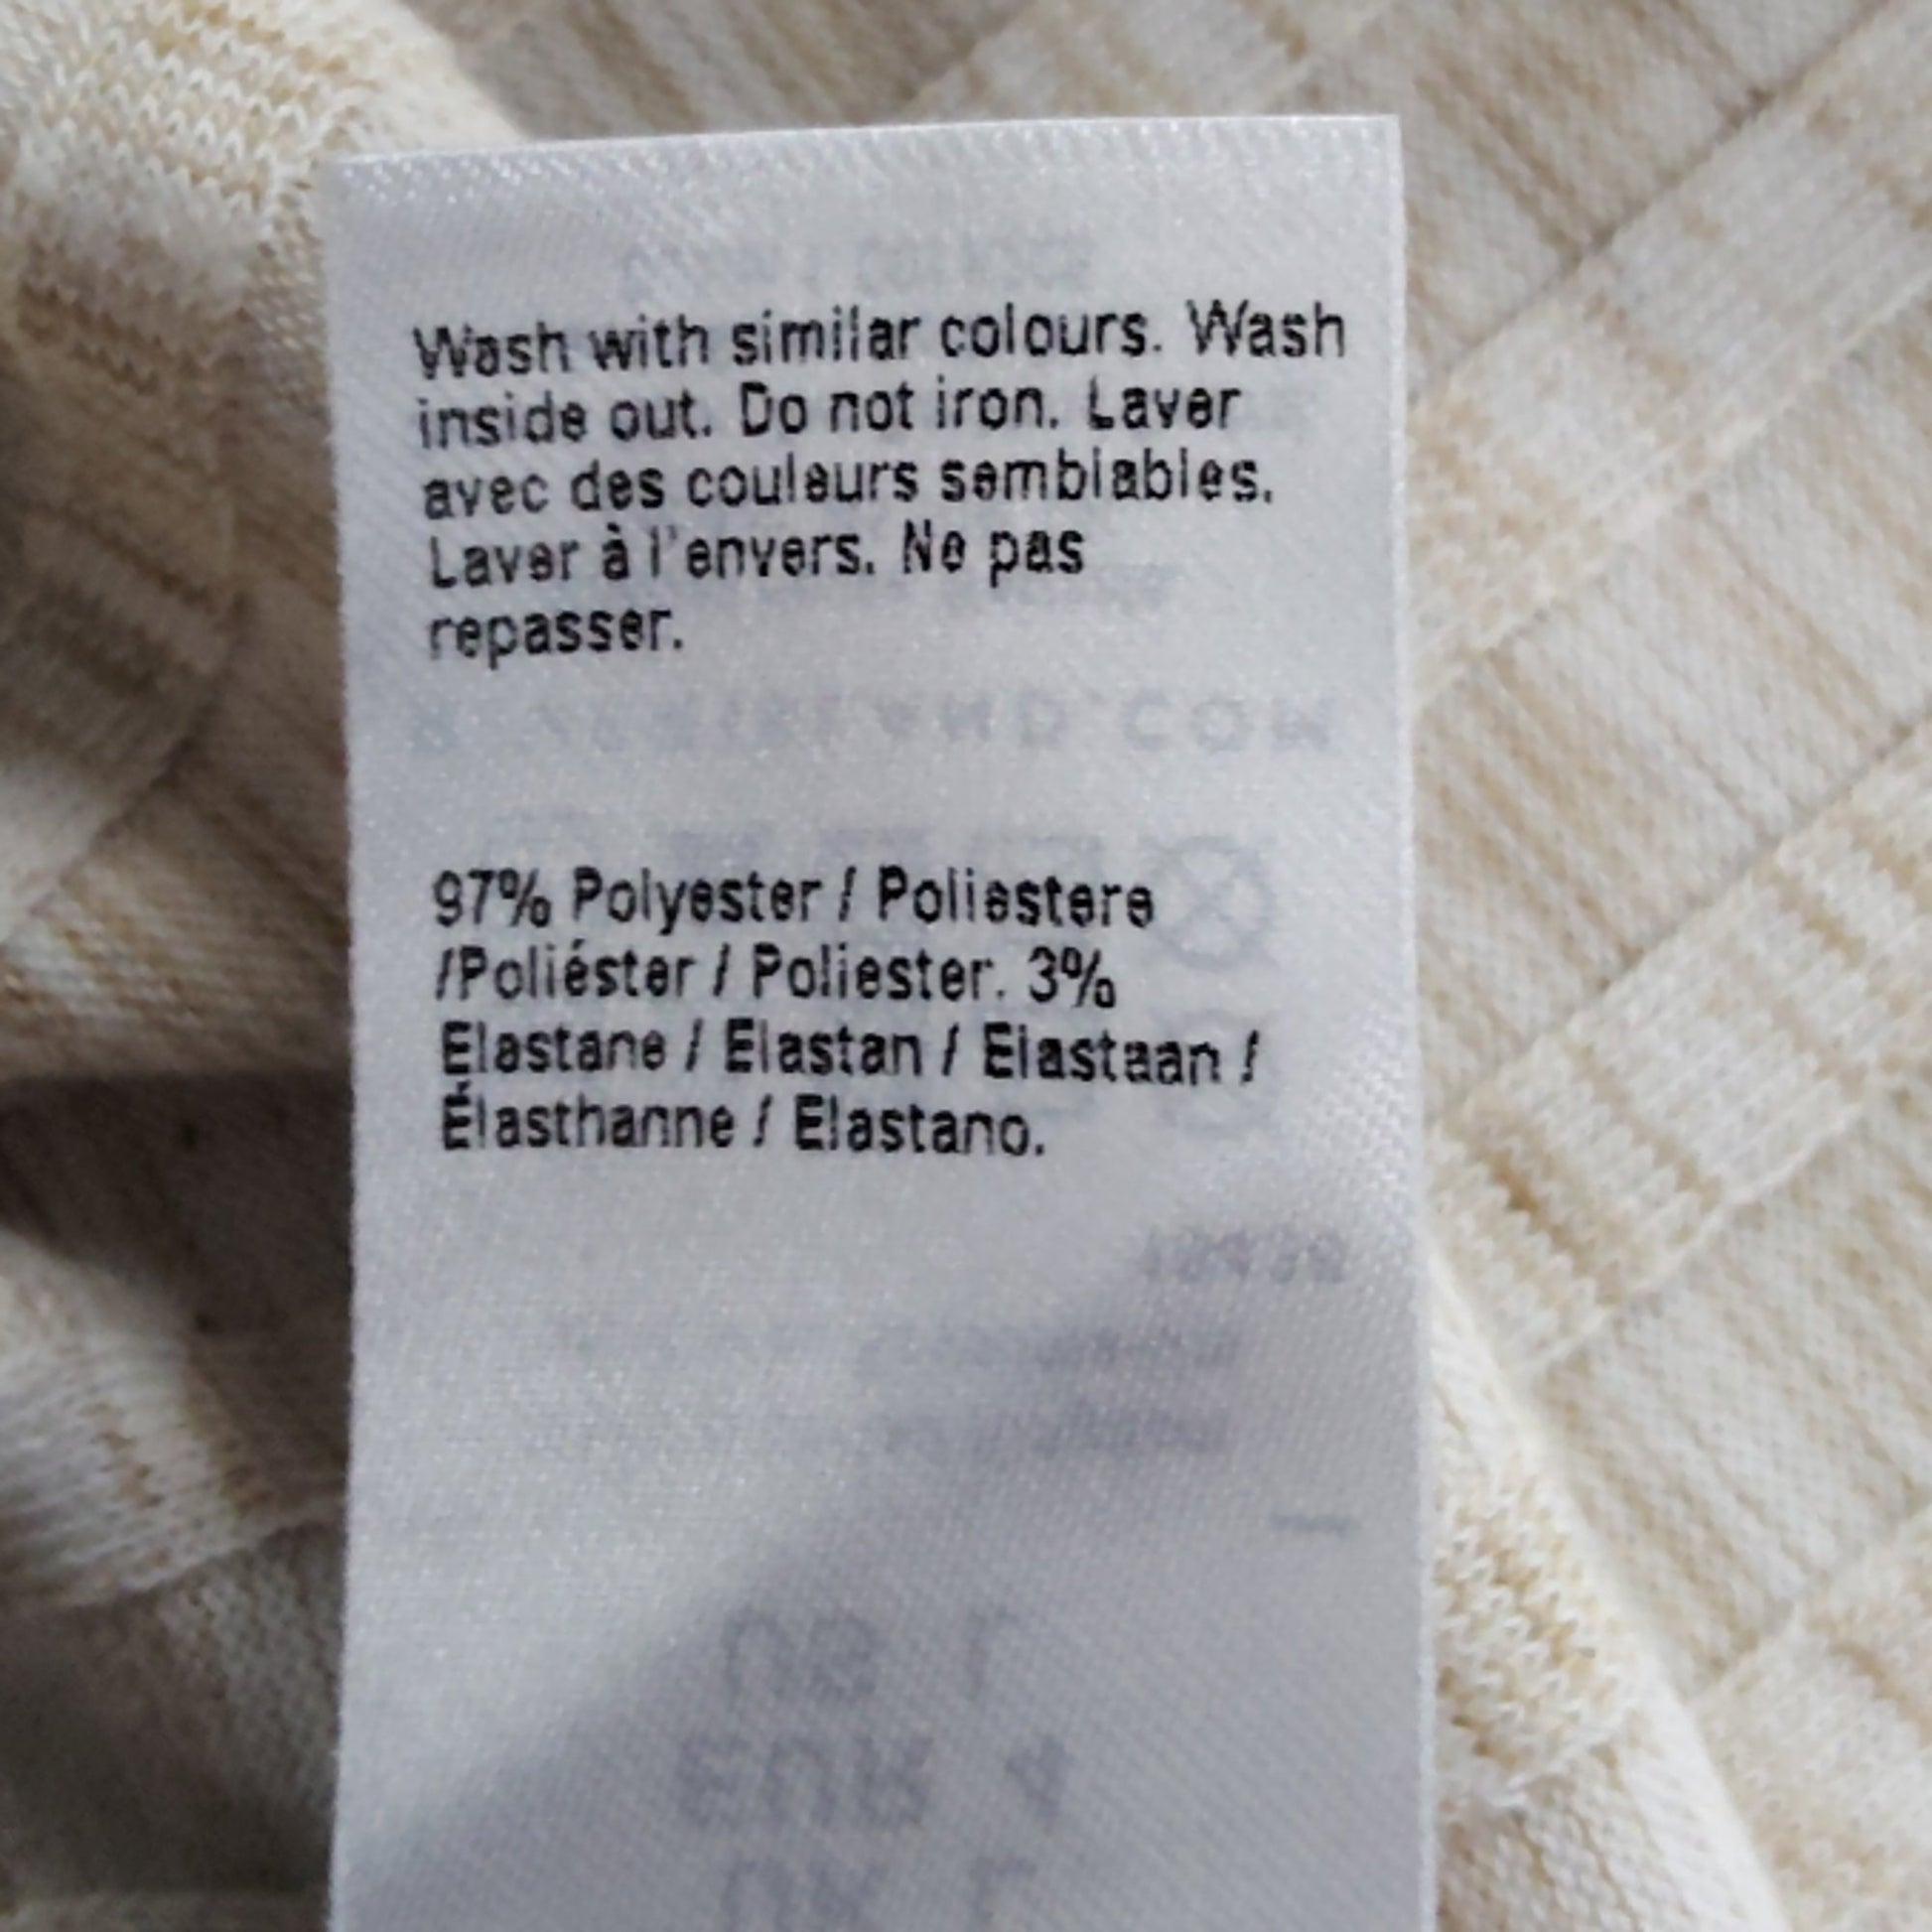 Wash with similar colours. Wash
inside out. Do not iron. Laver
avec des couleurs semblables.
Laver à l'envers. Ne pas
repasser.
97% Polyester / Poliestere
/Poliéster / Poliester. 3%
Elastane / Elastan / Elastaan /
Élasthanne / Elastano.